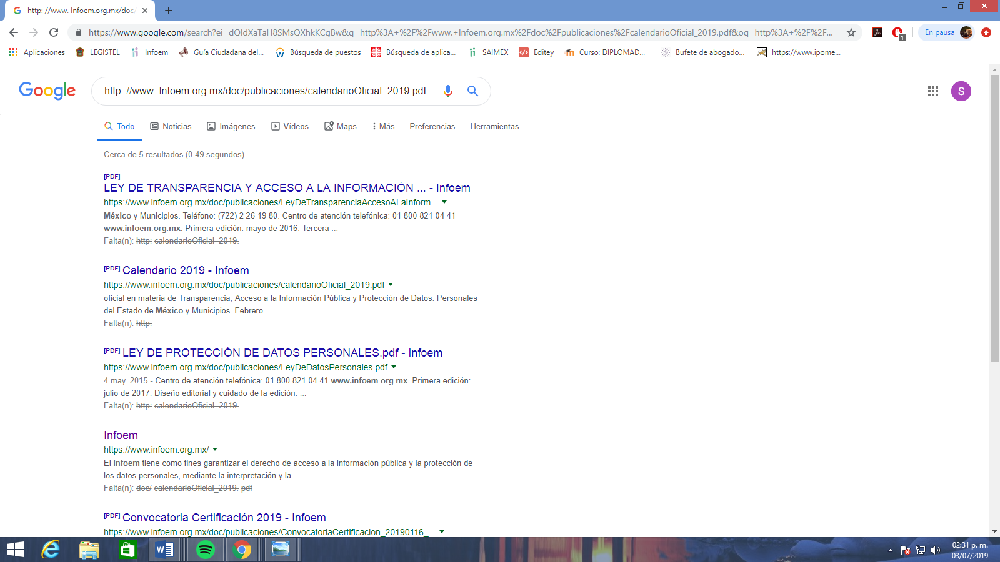 http: //www. Infoem.org.mx/doc/
https://www.google.com/search?ei=dQIdXaTaH8SMsQXhkKCgBw&q=http%3A+%2F%2Fwww.+Infoem.org.mx%2Fdoc%2Fpublicaciones%2FcalendarioOficial_2019.pdf&oq=http%3A+%2F%2F...
1
En pausa
Aplicaciones LEGISTEL Infoem Guía Ciudadana del... Búsqueda de puestos Búsqueda de aplica... SAIMEX Editey Curso: DIPLOMAD... Bufete de abogado... https://www.ipome...
Google
http: //www. Infoem.org.mx/doc/publicaciones/calendarioOficial_2019.pdf
S
Todo Noticias Imágenes Vídeos Maps Más Preferencias Herramientas
Cerca de 5 resultados (0.49 segundos)
[PDF]
LEY DE TRANSPARENCIA Y ACCESO A LA INFORMACIÓN ... - Infoem
https://www.infoem.org.mx/doc/publicaciones/LeyDeTransparenciaAccesoALaInform...
México y Municipios. Teléfono: (722) 2 26 19 80. Centro de atención telefónica: 01 800 821 04 41
www.infoem.org.mx. Primera edición: mayo de 2016. Tercera ...
Falta(n): http: calendarioOficial_2019.
[PDF] Calendario 2019 - Infoem
https://www.infoem.org.mx/doc/publicaciones/calendarioOficial_2019.pdf
oficial en materia de Transparencia, Acceso a la Información Pública y Protección de Datos. Personales
del Estado de México y Municipios. Febrero.
Falta(n): http:
[PDF] LEY DE PROTECCIÓN DE DATOS PERSONALES.pdf - Infoem
https://www.infoem.org.mx/doc/publicaciones/LeyDeDatosPersonales.pdf
4 may. 2015 - Centro de atención telefónica: 01 800 821 04 41 www.infoem.org.mx. Primera edición:
julio de 2017. Diseño editorial y cuidado de la edición: ...
Falta(n): http: calendarioOficial_2019.
Infoem
https://www.infoem.org.mx/
El Infoem tiene como fines garantizar el derecho de acceso a la información pública y la protección de
los datos personales, mediante la interpretación y la ...
Falta(n): doc/ calendarioOficial_2019. pdf
[PDF] Convocatoria Certificación 2019 - Infoem
https://www.infoem.org.mx/doc/publicaciones/ConvocatoriaCertificacion_20190116_...
02:31 p. m.
03/07/2019